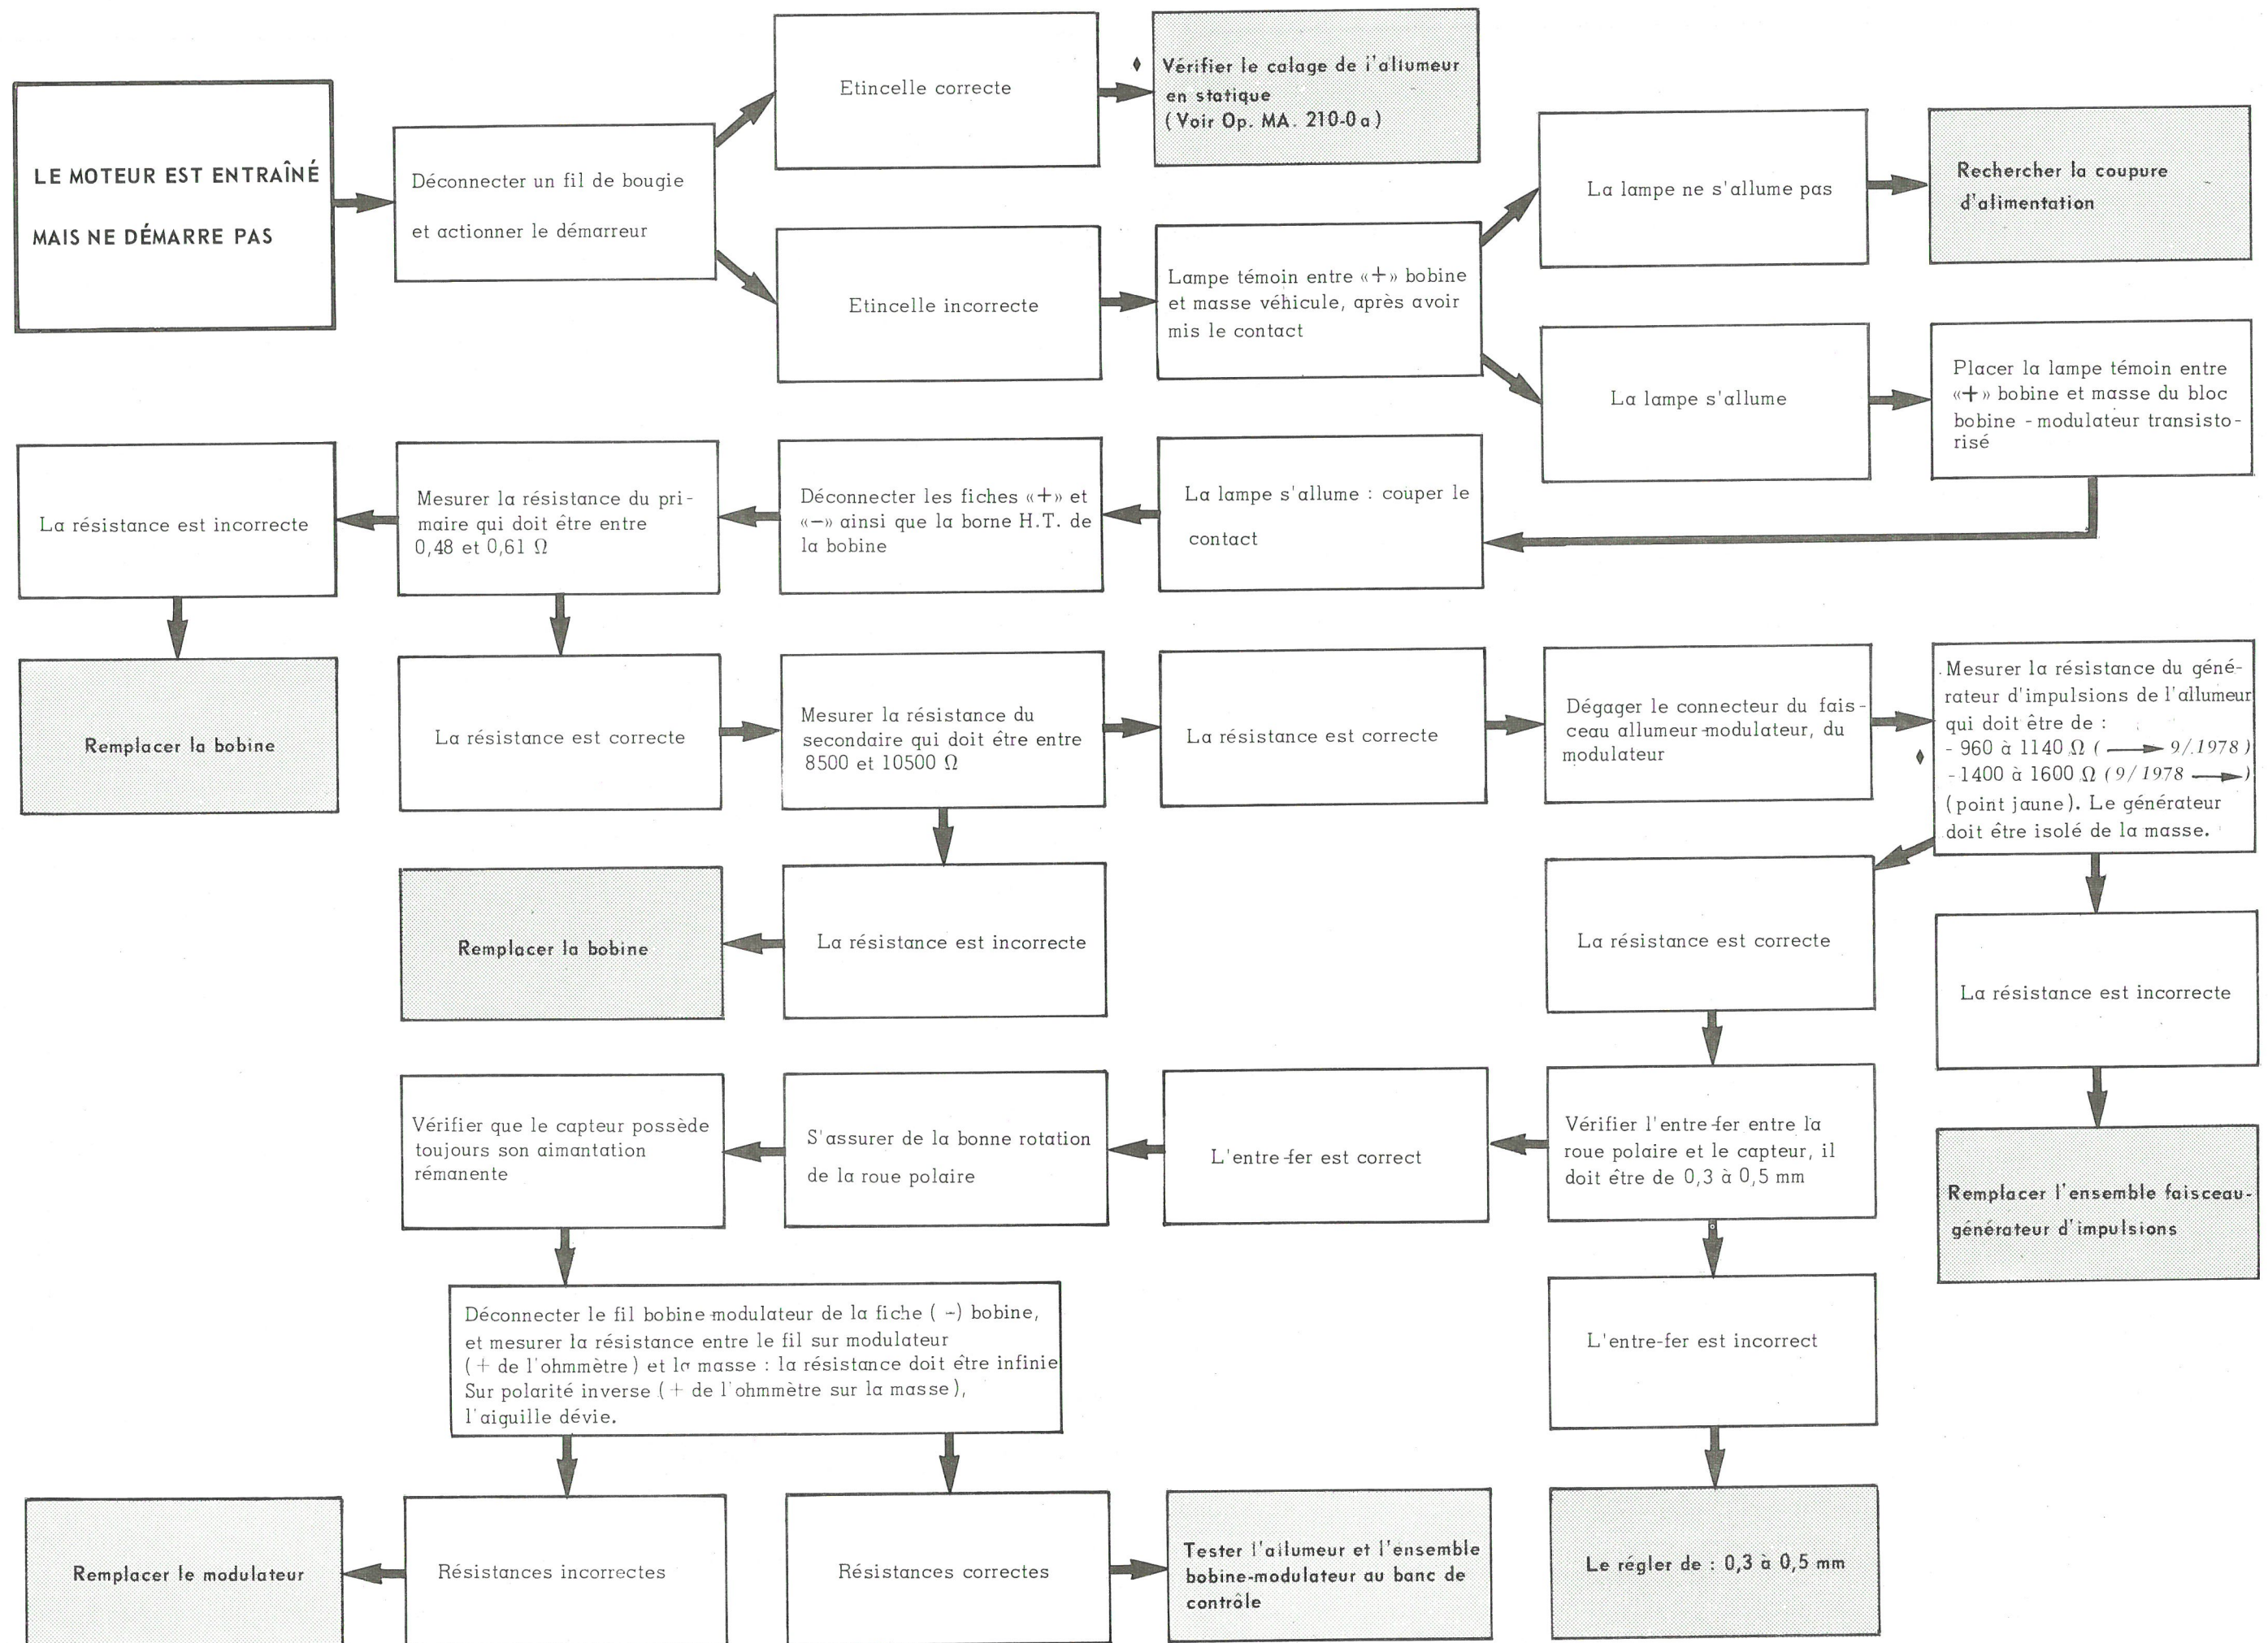 LE MOTEUR EST ENTRAÎNÉ
MAIS NE DÉMARRE PAS
Déconnecter un fil de bougie
et actionner le démarreur
Etincelle correcte
♦ Vérifier le calage de l'allumeur
en statique
(Voir Op. MA. 210-0a)
Etincelle incorrecte
Lampe témoin entre «+» bobine
et masse véhicule, après avoir
mis le contact
La lampe ne s'allume pas
Rechercher la coupure
d'alimentation
La lampe s'allume
Placer la lampe témoin entre
«+» bobine et masse du bloc
bobine - modulateur transisto-
risé
La lampe s'allume : couper le
contact
Déconnecter les fiches «+» et
«−» ainsi que la borne H.T. de
la bobine
Mesurer la résistance du pri-
maire qui doit être entre
0,48 et 0,61 Ω
La résistance est incorrecte
Remplacer la bobine
La résistance est correcte
Mesurer la résistance du
secondaire qui doit être entre
8500 et 10500 Ω
La résistance est incorrecte
Remplacer la bobine
La résistance est correcte
Dégager le connecteur du fais-
ceau allumeur-modulateur, du
modulateur
Mesurer la résistance du géné-
rateur d'impulsions de l'allumeur
qui doit être de :
- 960 à 1140 Ω ( → 9/.1978 )
♦ - 1400 à 1600 Ω (9/ 1978 → )
(point jaune). Le générateur
doit être isolé de la masse.
La résistance est incorrecte
Remplacer l'ensemble faisceau-
générateur d'impulsions
La résistance est correcte
Vérifier l'entre-fer entre la
roue polaire et le capteur, il
doit être de 0,3 à 0,5 mm
L'entre-fer est incorrect
Le régler de : 0,3 à 0,5 mm
L'entre-fer est correct
S'assurer de la bonne rotation
de la roue polaire
Vérifier que le capteur possède
toujours son aimantation
rémanente
Déconnecter le fil bobine-modulateur de la fiche ( −) bobine,
et mesurer la résistance entre le fil sur modulateur
(+ de l'ohmmètre) et la masse : la résistance doit être infinie
Sur polarité inverse (+ de l'ohmmètre sur la masse),
l'aiguille dévie.
Résistances incorrectes
Remplacer le modulateur
Résistances correctes
Tester l'allumeur et l'ensemble
bobine-modulateur au banc de
contrôle